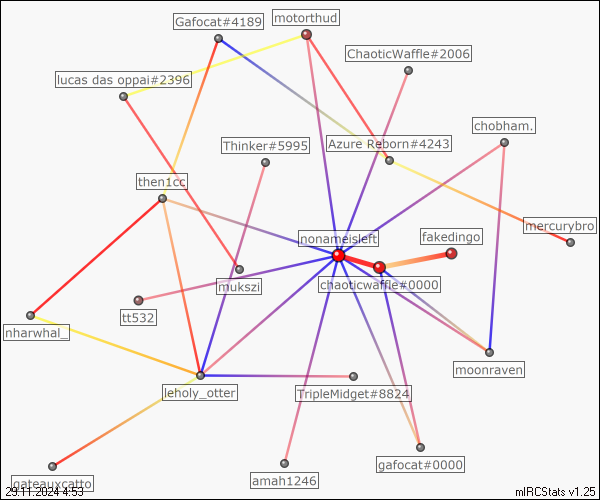 Gafocat#4189
motorthud
ChaoticWaffle#2006
lucas das oppai#2396
chobham.
Thinker#5995
Azure Reborn#4243
then1cc
mercurybro
nonameisleft
fakedingo
chaoticwaffle#0000
mukszi
tt532
nharwhal_
moonraven
leholy_otter
TripleMidget#8824
gafocat#0000
gateauxcatto
amah1246
29.11.2024 4:53
mIRCStats v1.25